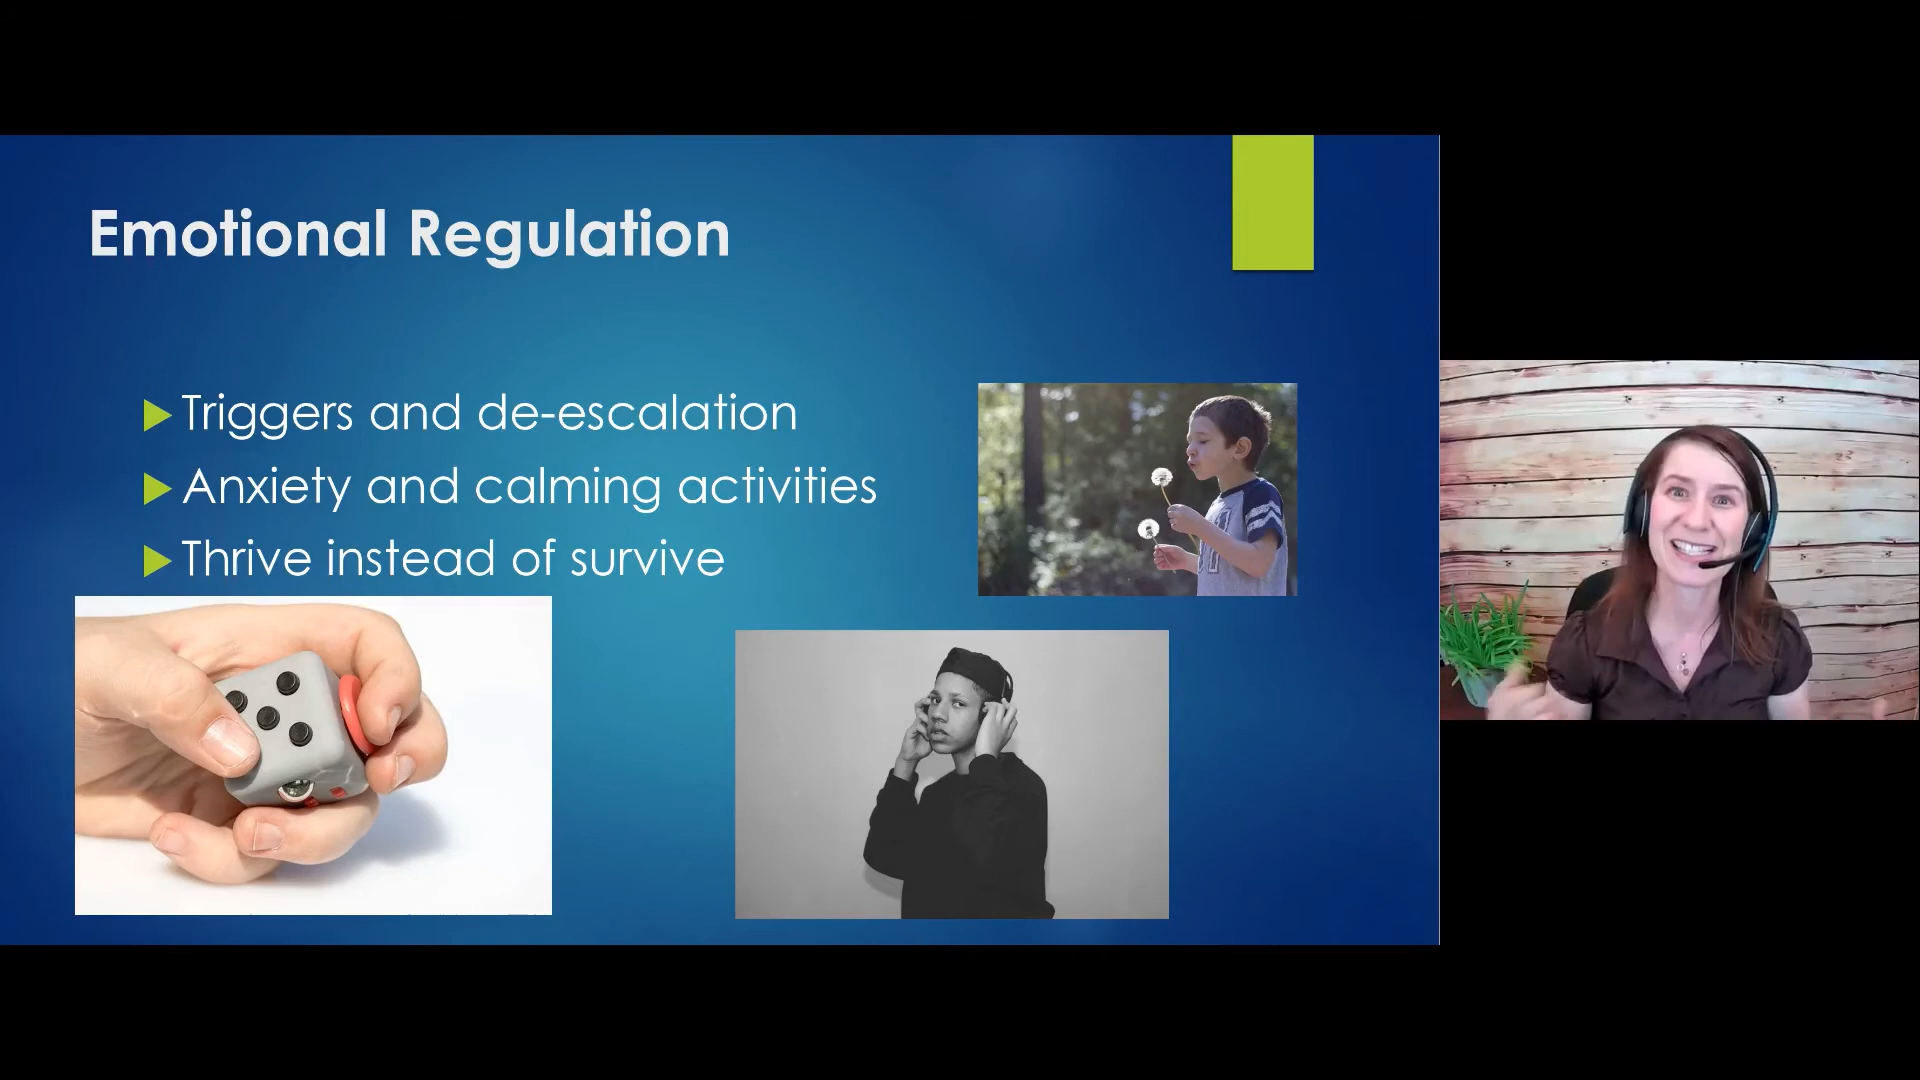 Emotional Regulation
Triggers and de-escalation
Anxiety and calming activities
Thrive instead of survive